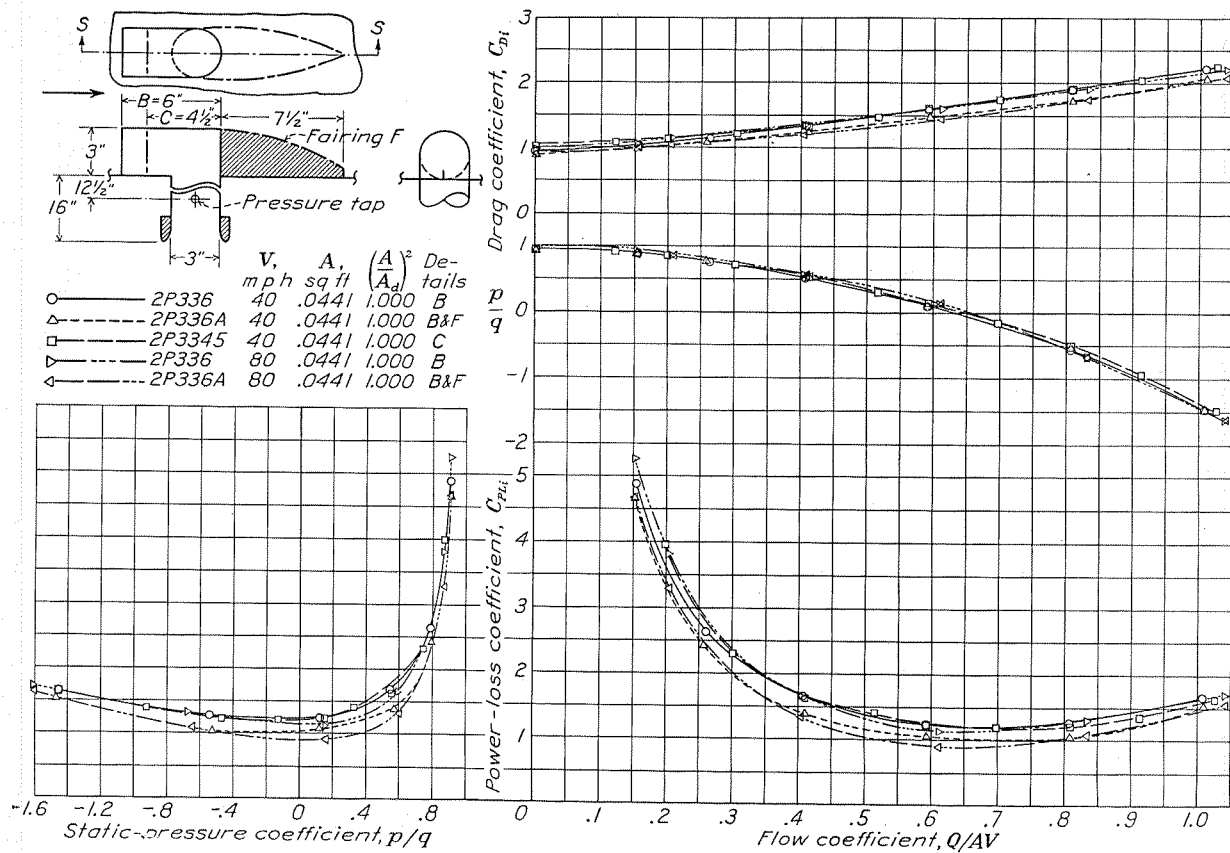 S S
B=6"
C=4½" 7½"
Fairing F
3"
12½"
16"
Pressure tap
3"
V, mph A, sq ft (A/A_d)² De-tails
2P336 40 .0441 1.000 B
2P336A 40 .0441 1.000 B&F
2P3345 40 .0441 1.000 C
2P336 80 .0441 1.000 B
2P336A 80 .0441 1.000 B&F
Drag coefficient, C_Di
3
2
1
0
p/q
1
0
-1
-2
Power-loss coefficient, C_PLi
5
4
3
2
1
0
-1.6 -1.2 -.8 -.4 0 .4 .8
Static-pressure coefficient, p/q
0 .1 .2 .3 .4 .5 .6 .7 .8 .9 1.0
Flow coefficient, Q/AV